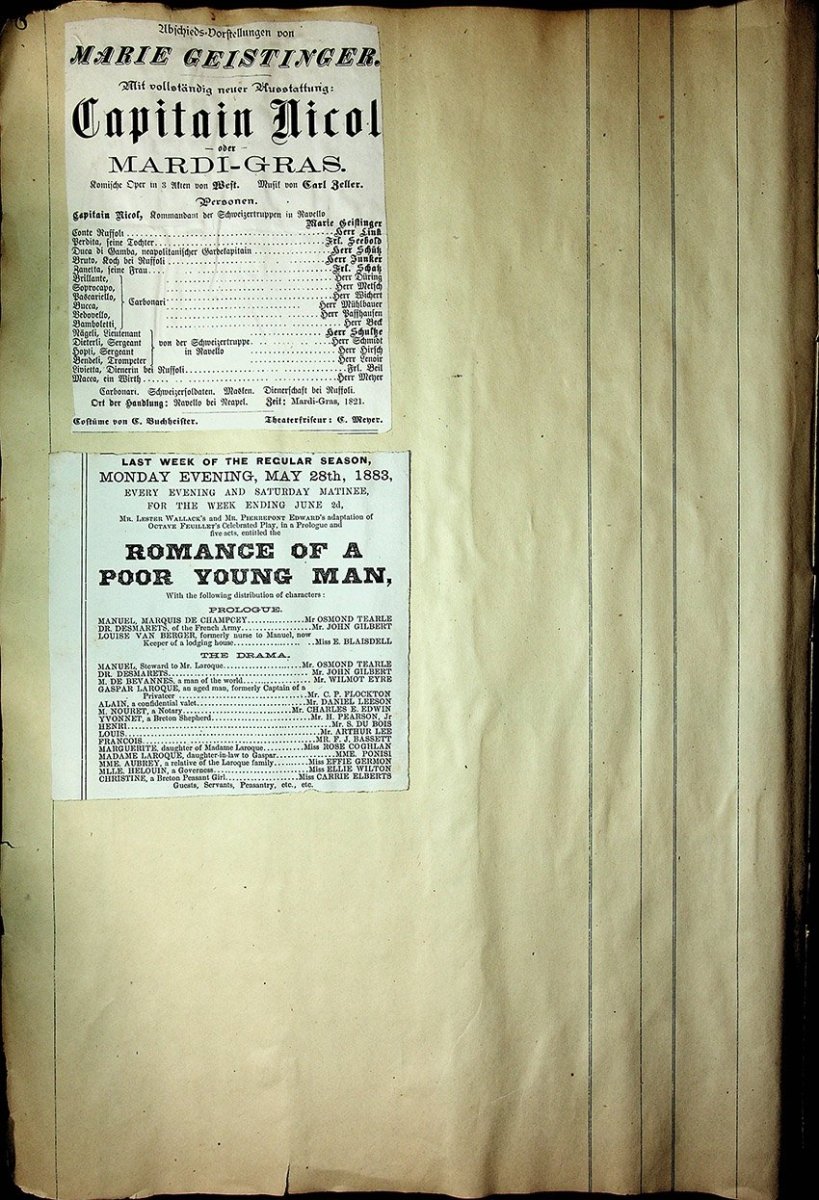 Abschieds-Vorstellungen von
MARIE GEISTINGER.
Mit vollständig neuer Ausstattung:
Capitain Nicol
— oder —
MARDI-GRAS.
Komische Oper in 3 Akten von West. Musik von Carl Zeller.
Personen.
Capitain Nicol, Kommandant der Schweizertruppen in Ravello
Marie Geistinger
Conte Ruffoli ... Herr Link
Perdita, seine Tochter ... Frl. Seebold
Duca di Gamba, neapolitanischer Gardekapitain ... Herr Schütz
Bruto, Koch bei Ruffoli ... Herr Junker
Zanetta, seine Frau ... Frl. Schatz
Brillante, ... Herr Düring
Soprocapo, ... Herr Metsch
Pascariello, ... Herr Wichert
Carbonari
Bucca, ... Herr Mühlbauer
Bedovello, ... Herr Paffhausen
Bamboletti, ... Herr Beck
Nägeli, Lieutenant ... Herr Schultze
Dieterli, Sergeant von der Schweizertruppe ... Herr Schmidt
Hopli, Sergeant in Ravello ... Herr Hirsch
Bendeli, Trompeter ... Herr Lenoir
Livietta, Dienerin bei Ruffoli ... Frl. Beil
Macca, ein Wirth ... Herr Meyer
Carbonari. Schweizersoldaten. Masken. Dienerschaft bei Ruffoli.
Ort der Handlung: Ravello bei Neapel. Zeit: Mardi-Gras, 1821.
Costüme von C. Buchheister. Theaterfriseur: C. Meyer.
LAST WEEK OF THE REGULAR SEASON,
MONDAY EVENING, MAY 28th, 1883,
EVERY EVENING AND SATURDAY MATINEE,
FOR THE WEEK ENDING JUNE 2d,
Mr. Lester Wallack's and Mr. Pierrepont Edward's adaptation of
Octave Feuillet's Celebrated Play, in a Prologue and
five acts, entitled the
ROMANCE OF A
POOR YOUNG MAN,
With the following distribution of characters:
PROLOGUE.
MANUEL, MARQUIS DE CHAMPCEY ... Mr OSMOND TEARLE
DR. DESMARETS, of the French Army ... Mr. JOHN GILBERT
LOUISE VAN BERGER, formerly nurse to Manuel, now
Keeper of a lodging house ... Miss E. BLAISDELL
THE DRAMA.
MANUEL, Steward to Mr. Laroque ... Mr. OSMOND TEARLE
DR. DESMARETS ... Mr. JOHN GILBERT
M. DE BEVANNES, a man of the world ... Mr. WILMOT EYRE
GASPAR LAROQUE, an aged man, formerly Captain of a
Privateer ... Mr. C. P. FLOCKTON
ALAIN, a confidential valet ... Mr. DANIEL LEESON
M. NOURET, a Notary ... Mr. CHARLES E. EDWIN
YVONNET, a Breton Shepherd ... Mr. H. PEARSON, Jr
HENRI ... Mr. S. DU BOIS
LOUIS ... Mr. ARTHUR LEE
FRANCOIS ... MR. F. J. BASSETT
MARGUERITE, daughter of Madame Laroque ... Miss ROSE COGHLAN
MADAME LAROQUE, daughter-in-law to Gaspar ... MME. PONISI
MME. AUBREY, a relative of the Laroque family ... Miss EFFIE GERMON
MLLE. HELOUIN, a Governess ... Miss ELLIE WILTON
CHRISTINE, a Breton Peasant Girl ... Miss CARRIE ELBERTS
Guests, Servants, Peasantry, etc., etc.